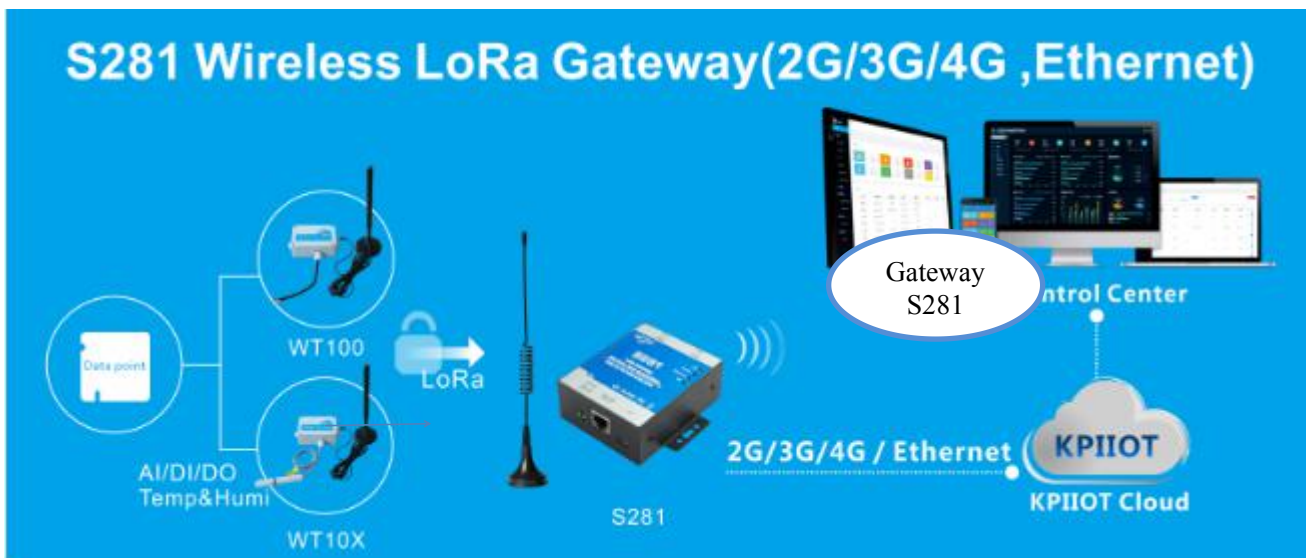 S281 Wireless LoRa Gateway(2G/3G/4G ,Ethernet)
Gateway
S281
ntrol Center
WT100
Data point
LoRa
S281
2G/3G/4G / Ethernet
KPIIOT
KPIIOT Cloud
AI/DI/DO
Temp&Humi
WT10X
S281